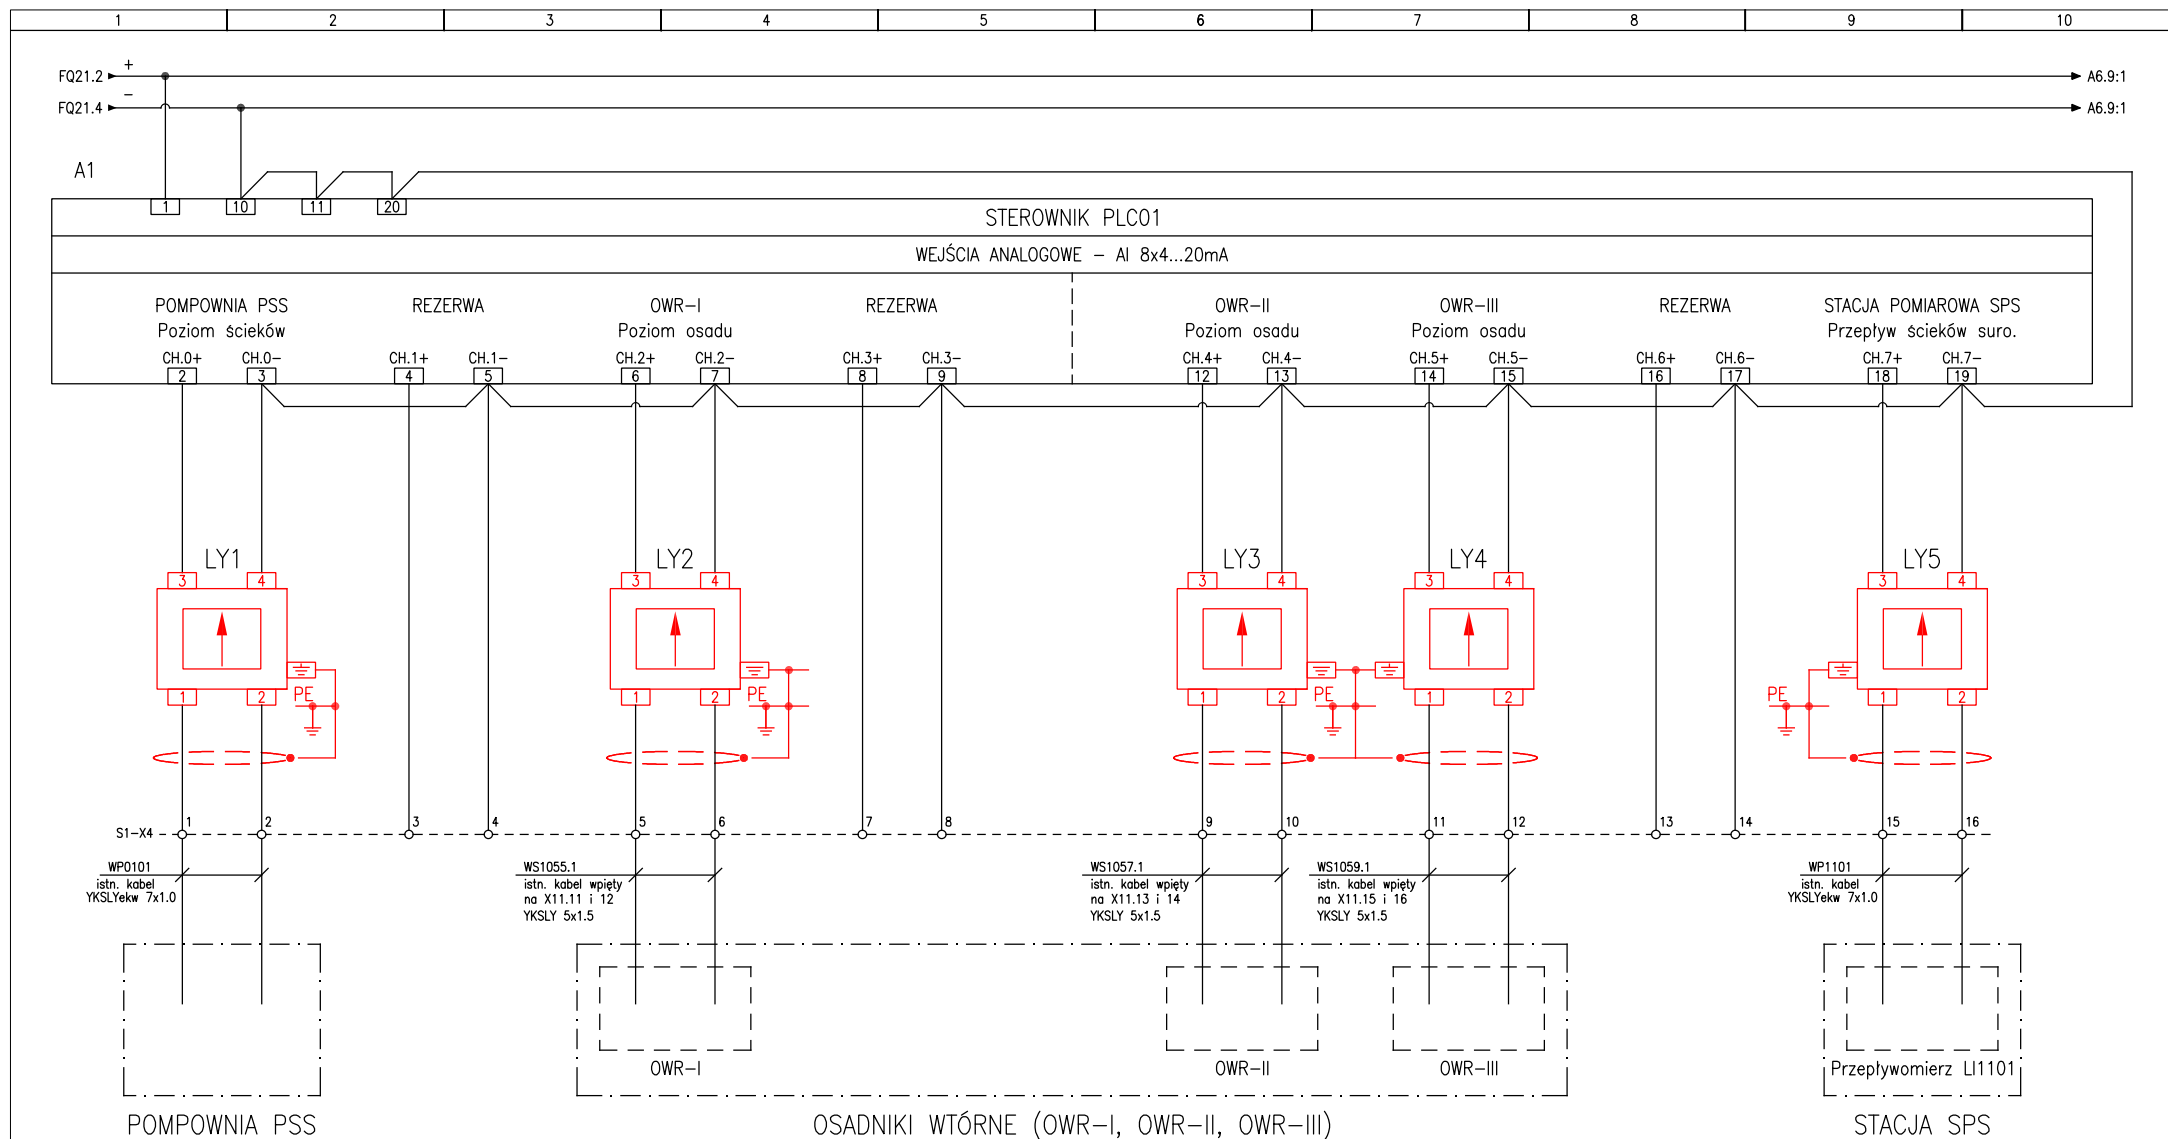 1 2 3 4 5 6 7 8 9 10
FQ21.2 + A6.9:1
FQ21.4 − A6.9:1
A1
1 10 11 20
STEROWNIK PLC01
WEJŚCIA ANALOGOWE − AI 8x4...20mA
POMPOWNIA PSS REZERWA OWR−I REZERWA OWR−II OWR−III REZERWA STACJA POMIAROWA SPS
Poziom ścieków Poziom osadu Poziom osadu Poziom osadu Przepływ ścieków suro.
CH.0+ CH.0− CH.1+ CH.1− CH.2+ CH.2− CH.3+ CH.3− CH.4+ CH.4− CH.5+ CH.5− CH.6+ CH.6− CH.7+ CH.7−
2 3 4 5 6 7 8 9 12 13 14 15 16 17 18 19
LY1 LY2 LY3 LY4 LY5
3 4 3 4 3 4 3 4 3 4
1 2 PE 1 2 PE 1 2 PE 1 2 PE 1 2
S1−X4 1 2 3 4 5 6 7 8 9 10 11 12 13 14 15 16
WP0101 WS1055.1 WS1057.1 WS1059.1 WP1101
istn. kabel istn. kabel wpięty istn. kabel wpięty istn. kabel wpięty istn. kabel
YKSLYekw 7x1.0 na X11.11 i 12 na X11.13 i 14 na X11.15 i 16 YKSLYekw 7x1.0
YKSLY 5x1.5 YKSLY 5x1.5 YKSLY 5x1.5
OWR−I OWR−II OWR−III Przepływomierz LI1101
POMPOWNIA PSS OSADNIKI WTÓRNE (OWR−I, OWR−II, OWR−III) STACJA SPS